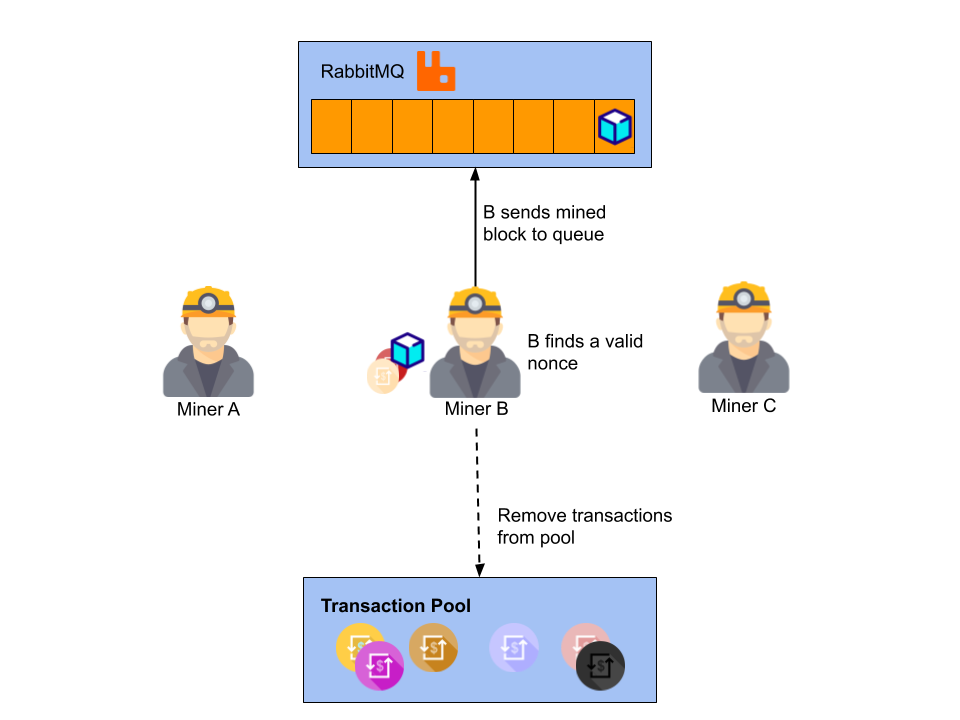 RabbitMQ
B sends mined
block to queue
B finds a valid
nonce
Miner A
Miner B
Miner C
Remove transactions
from pool
Transaction Pool
$
$
$
$
$
$
$